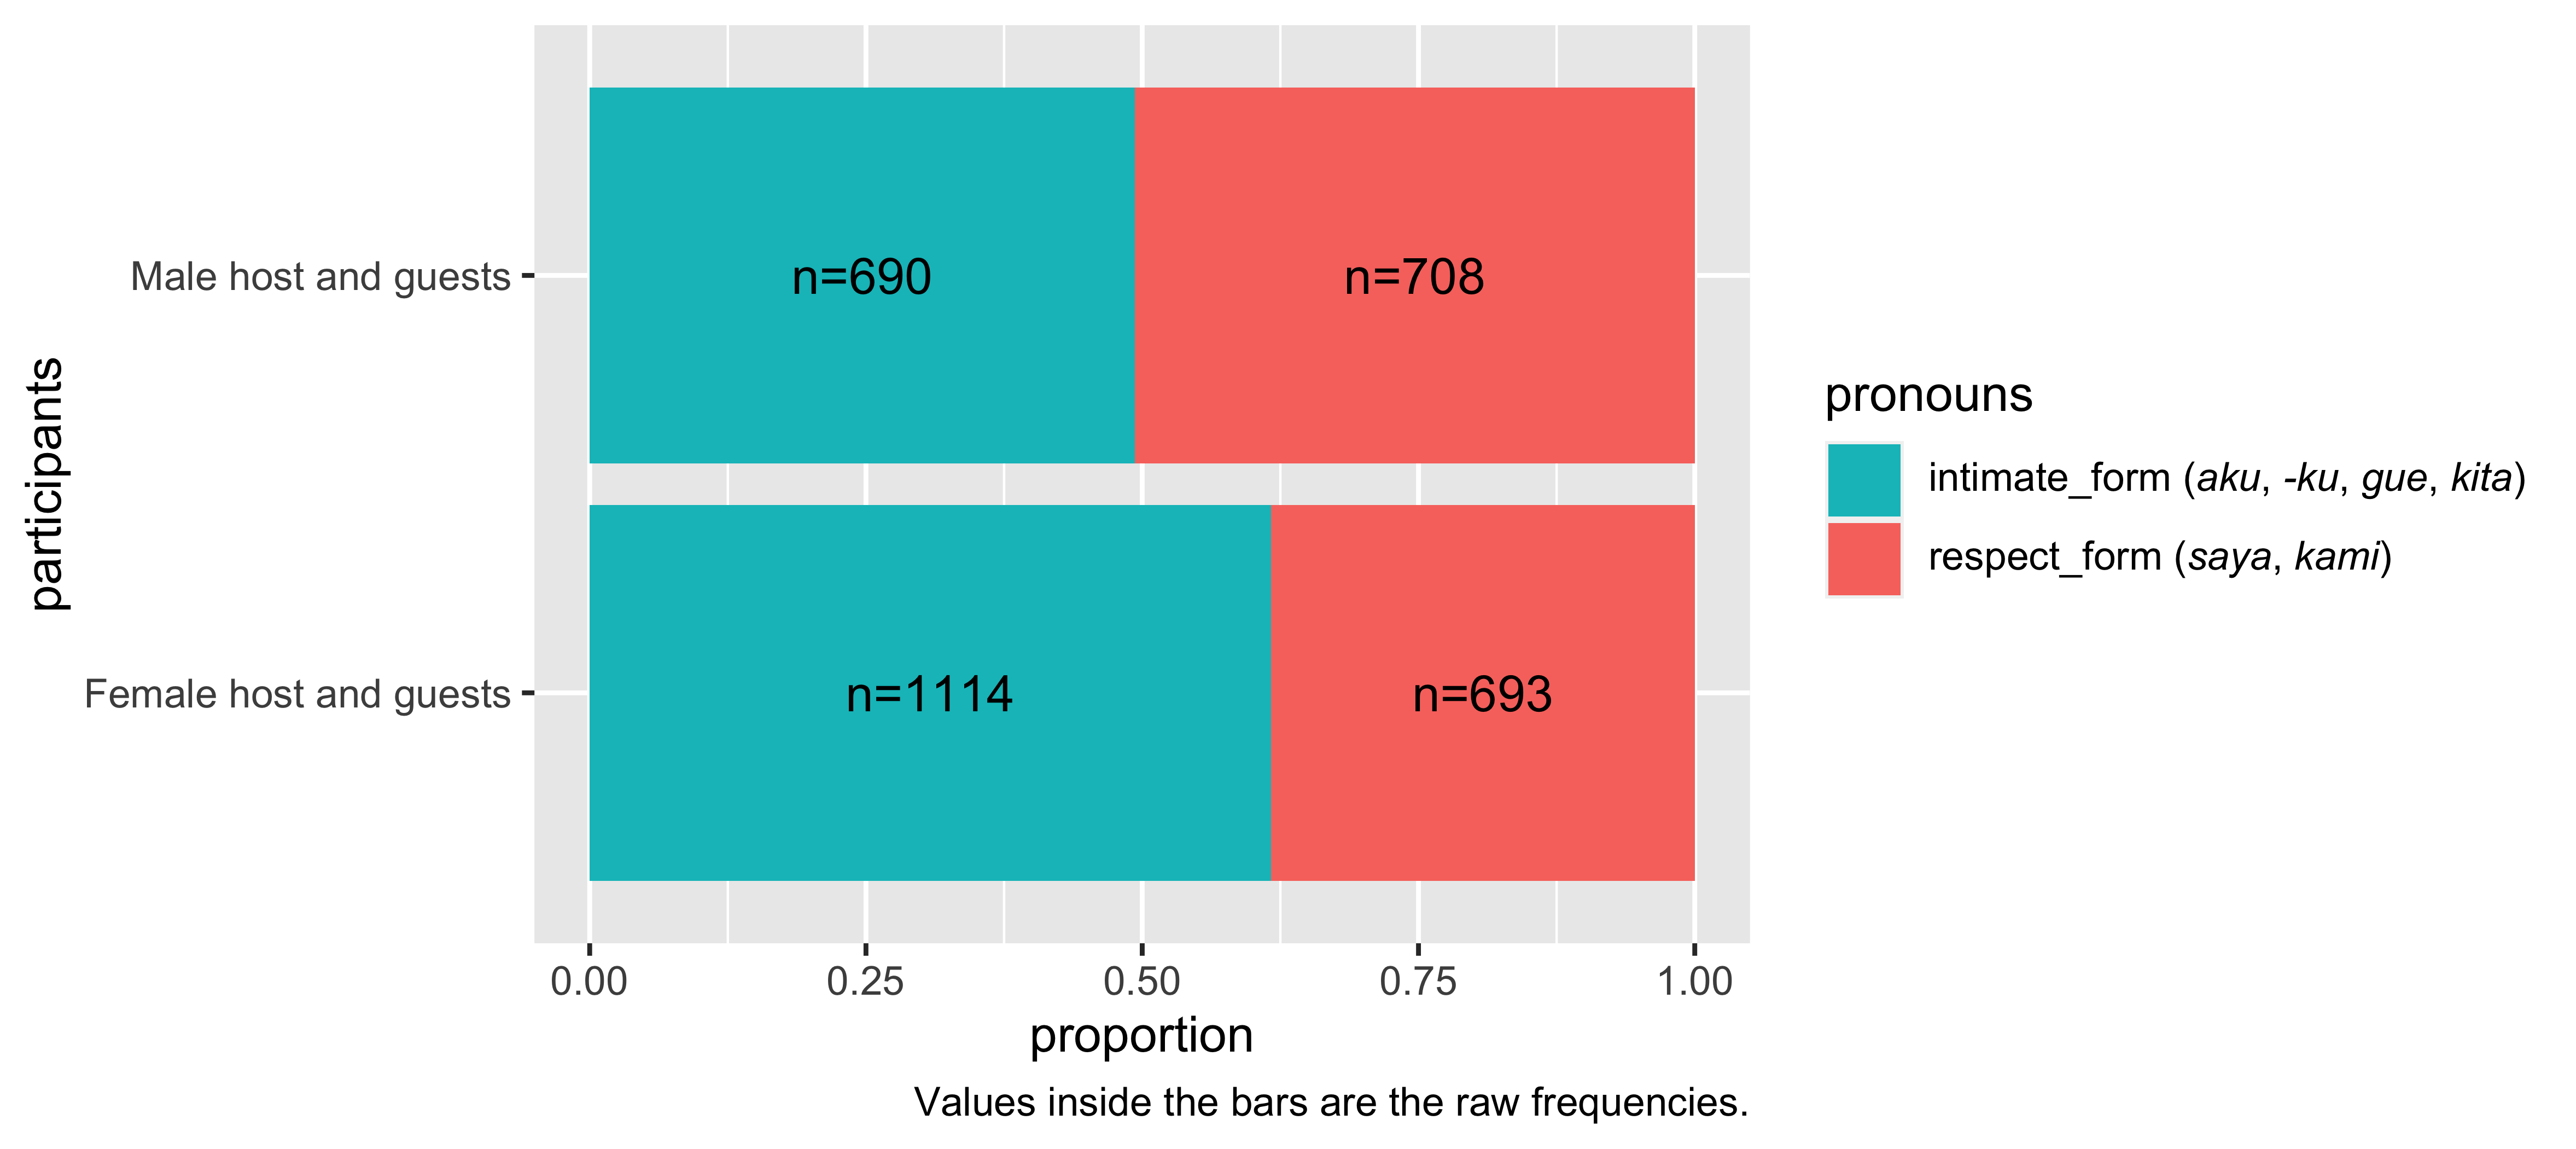 participants
Male host and guests
n=690
n=708
Female host and guests
n=1114
n=693
0.00
0.25
0.50
0.75
1.00
proportion
Values inside the bars are the raw frequencies.
pronouns
intimate_form (aku, -ku, gue, kita)
respect_form (saya, kami)